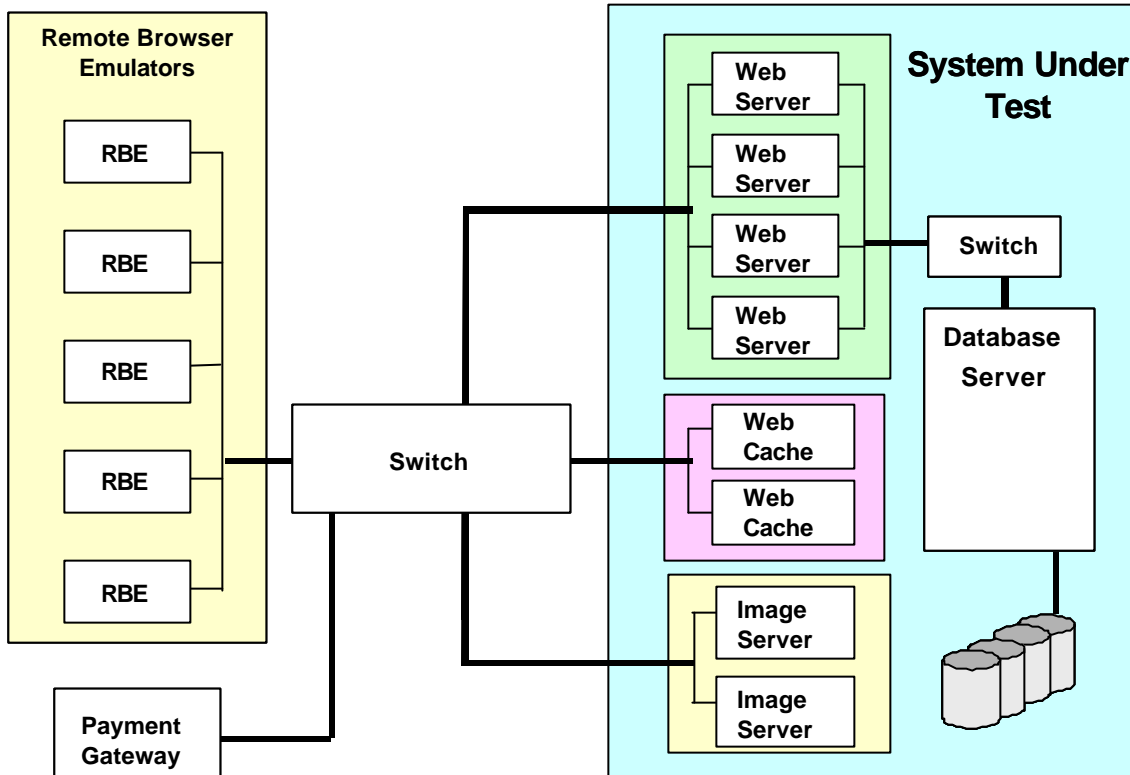 Remote Browser
Emulators
RBE
RBE
RBE
RBE
RBE
Payment
Gateway
Switch
System Under
Test
Web
Server
Web
Server
Web
Server
Web
Server
Web
Cache
Web
Cache
Image
Server
Image
Server
Switch
Database
Server